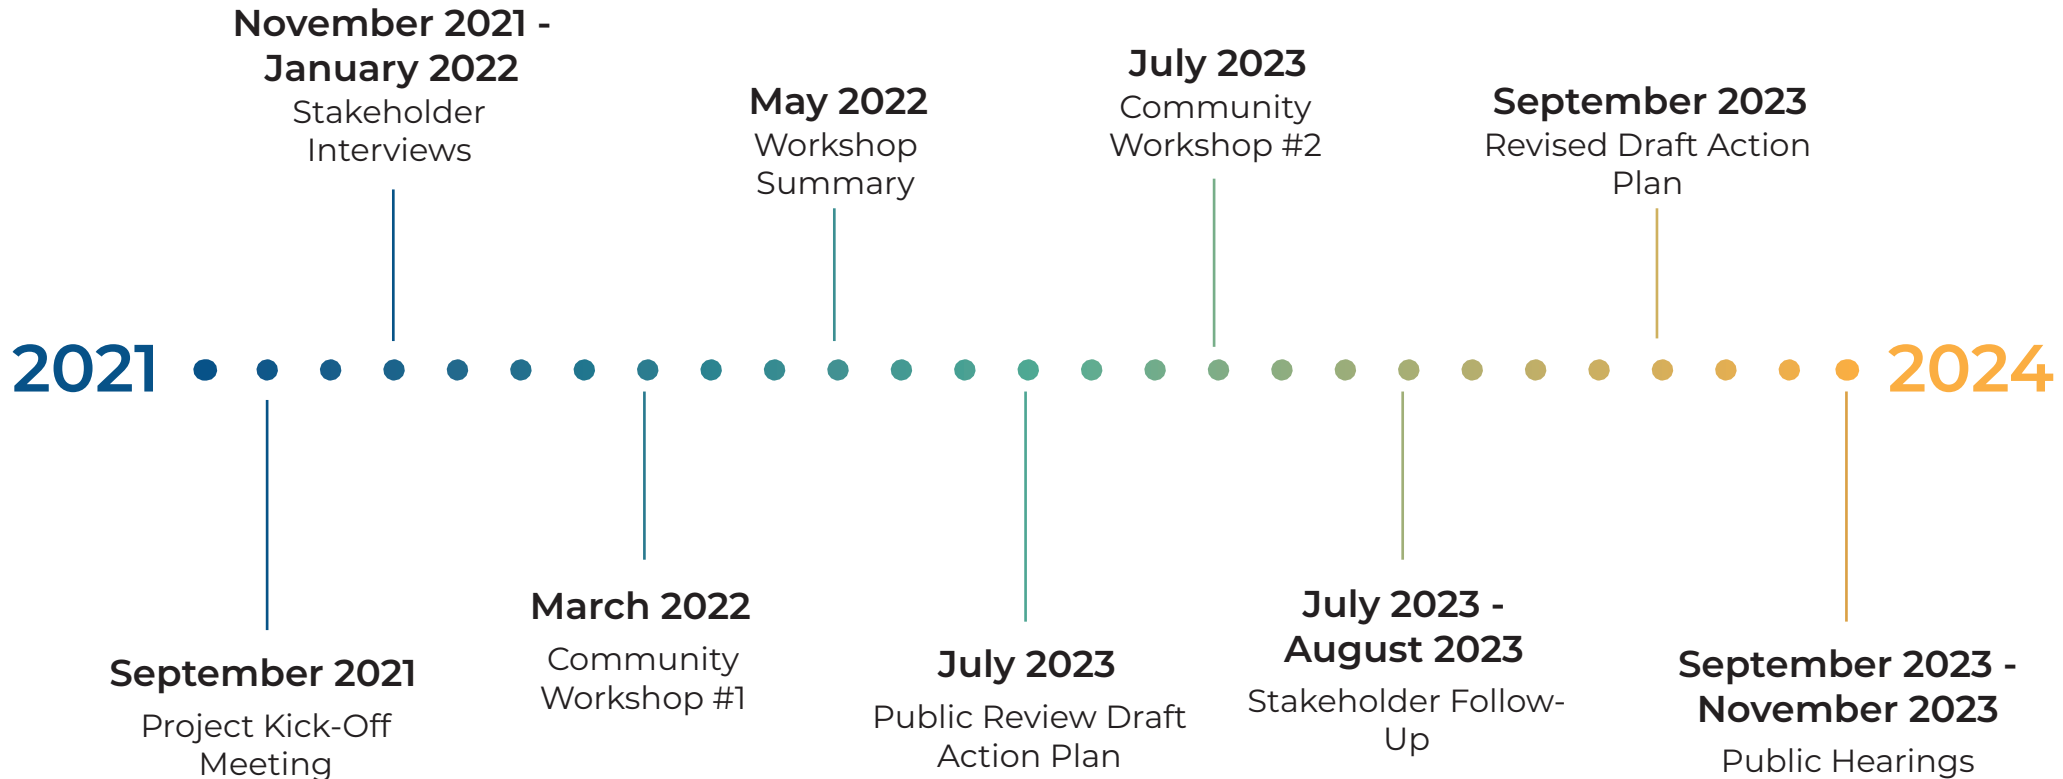 November 2021 -
January 2022
Stakeholder
Interviews
May 2022
Workshop
Summary
July 2023
Community
Workshop #2
September 2023
Revised Draft Action
Plan
2021
2024
September 2021
Project Kick-Off
Meeting
March 2022
Community
Workshop #1
July 2023
Public Review Draft
Action Plan
July 2023 -
August 2023
Stakeholder Follow-
Up
September 2023 -
November 2023
Public Hearings